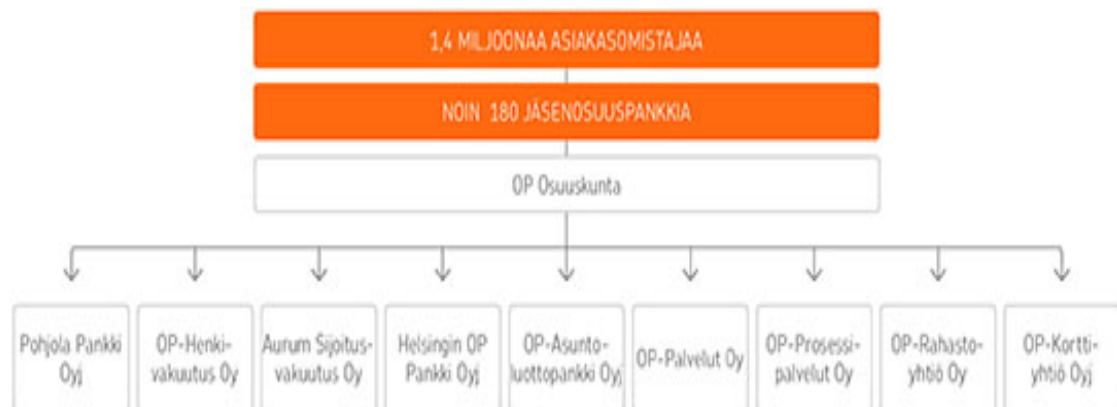 1,4 MILJOONAA ASIAKASOMISTAJAA
NOIN 180 JÄSENOSUUSPANKKIA
OP Osuuskunta
Pohjola Pankki
Oyj
OP-Henki-
vakuutus Oy
Aurum Sijoitus-
vakuutus Oy
Helsingin OP
Pankki Oyj
OP-Asunto-
luottopankki Oyj
OP-Palvelut Oy
OP-Prosessi-
palvelut Oy
OP-Rahasto-
yhtiö Oy
OP-Kortti-
yhtiö Oyj